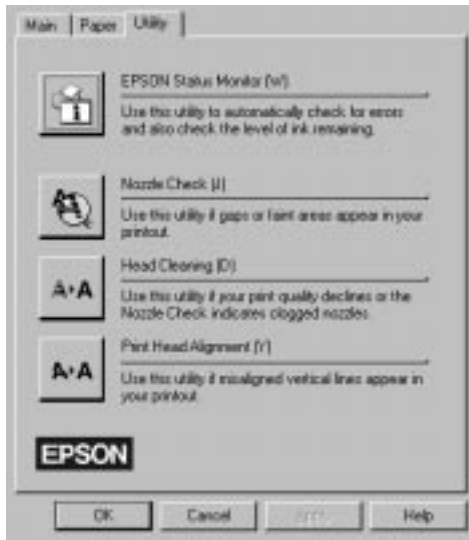 Main Paper Utility
EPSON Status Monitor (W)
Use this utility to automatically check for errors
and also check the level of ink remaining.
Nozzle Check (J)
Use this utility if gaps or faint areas appear in your
printout.
Head Cleaning (D)
Use this utility if your print quality declines or the
Nozzle Check indicates clogged nozzles.
Print Head Alignment (Y)
Use this utility if misaligned vertical lines appear in
your printout.
EPSON
OK Cancel Apply Help